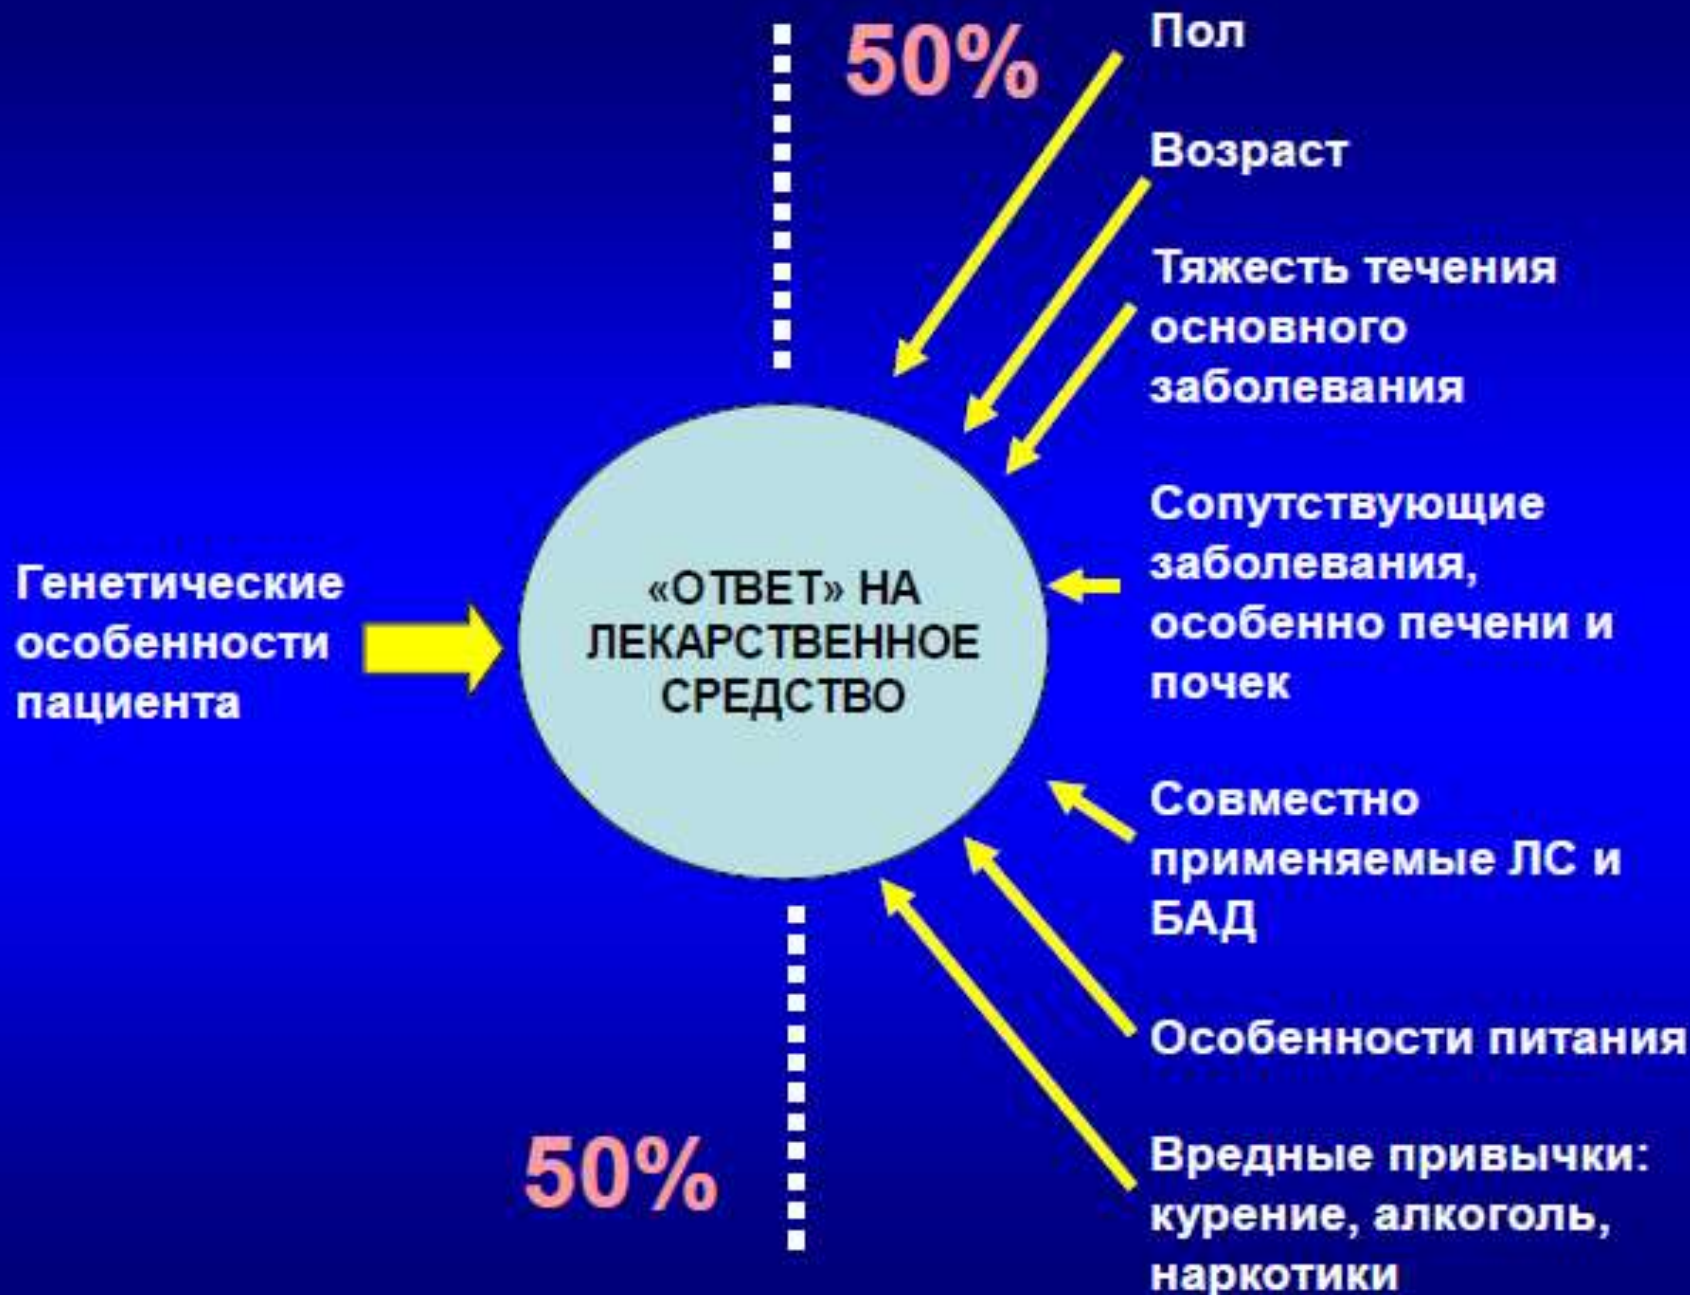 50%
Пол
Возраст
Тяжесть течения
основного
заболевания
Сопутствующие
заболевания,
особенно печени и
почек
Генетические
особенности
пациента
«ОТВЕТ» НА
ЛЕКАРСТВЕННОЕ
СРЕДСТВО
Совместно
применяемые ЛС и
БАД
Особенности питания
50%
Вредные привычки:
курение, алкоголь,
наркотики